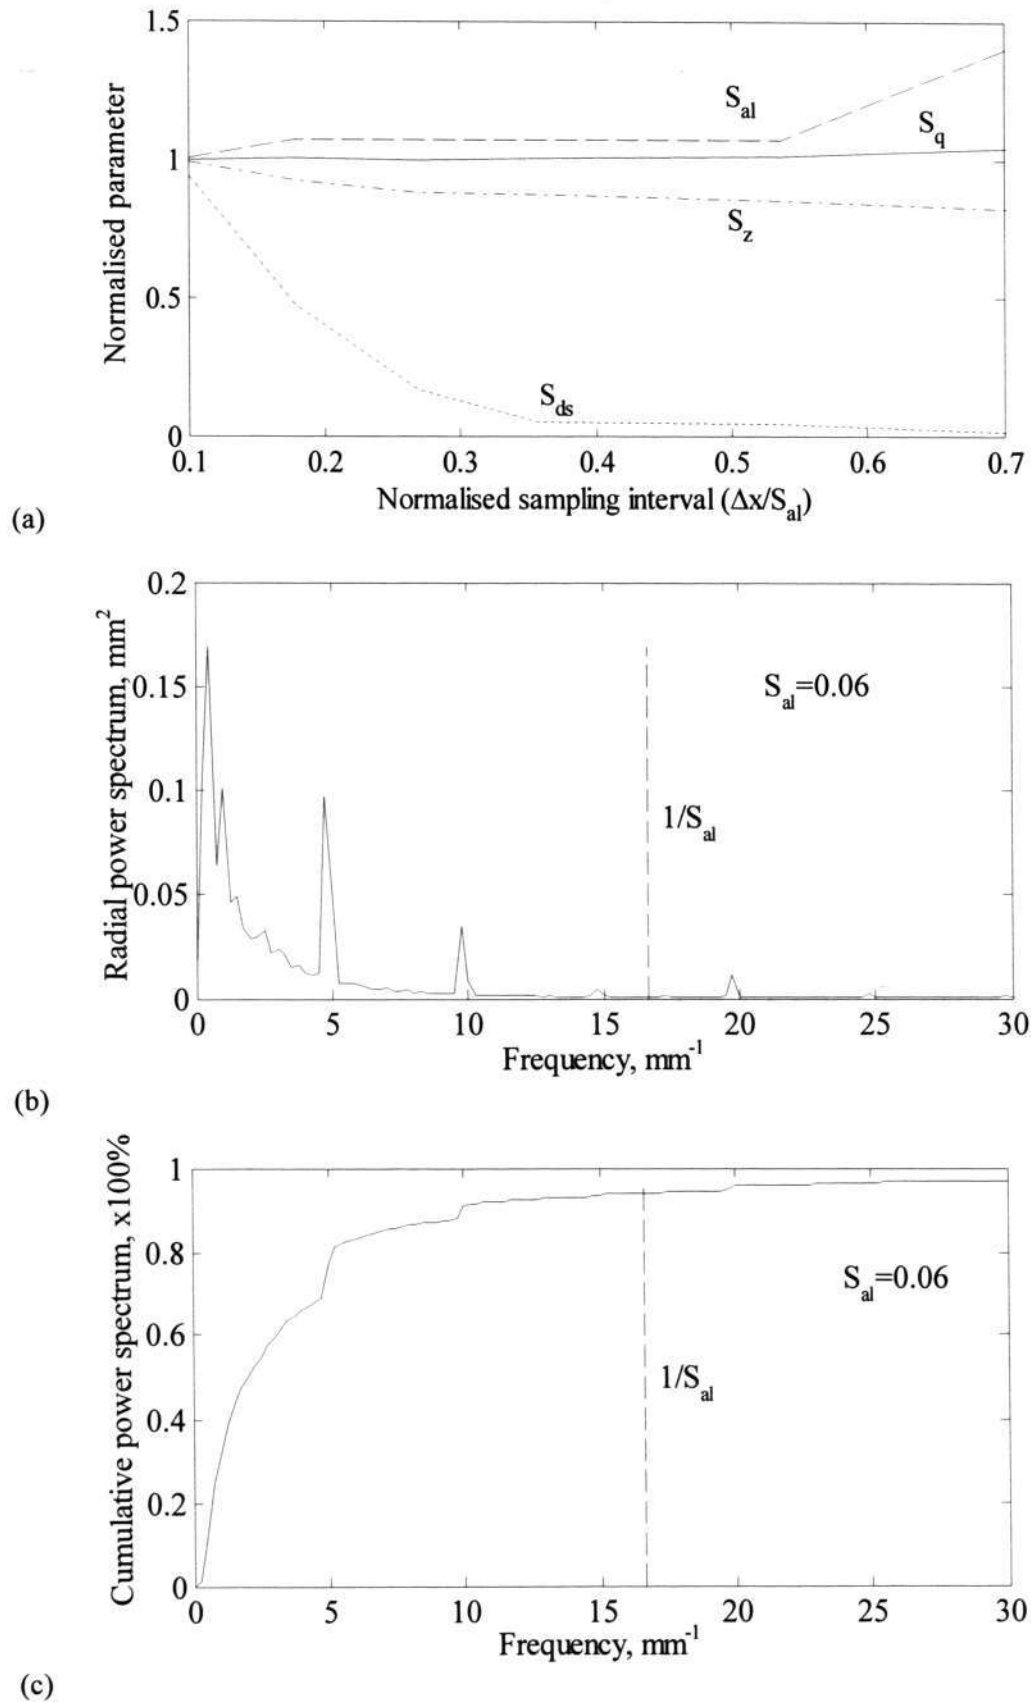 1.5
S_al
S_q
1
S_z
0.5
S_ds
0
Normalised parameter
0.1 0.2 0.3 0.4 0.5 0.6 0.7
Normalised sampling interval (Δx/S_al)
(a)
0.2
S_al=0.06
0.15
0.1
1/S_al
0.05
0
Radial power spectrum, mm²
0 5 10 15 20 25 30
Frequency, mm⁻¹
(b)
1
0.8
S_al=0.06
0.6
1/S_al
0.4
0.2
0
Cumulative power spectrum, x100%
0 5 10 15 20 25 30
Frequency, mm⁻¹
(c)